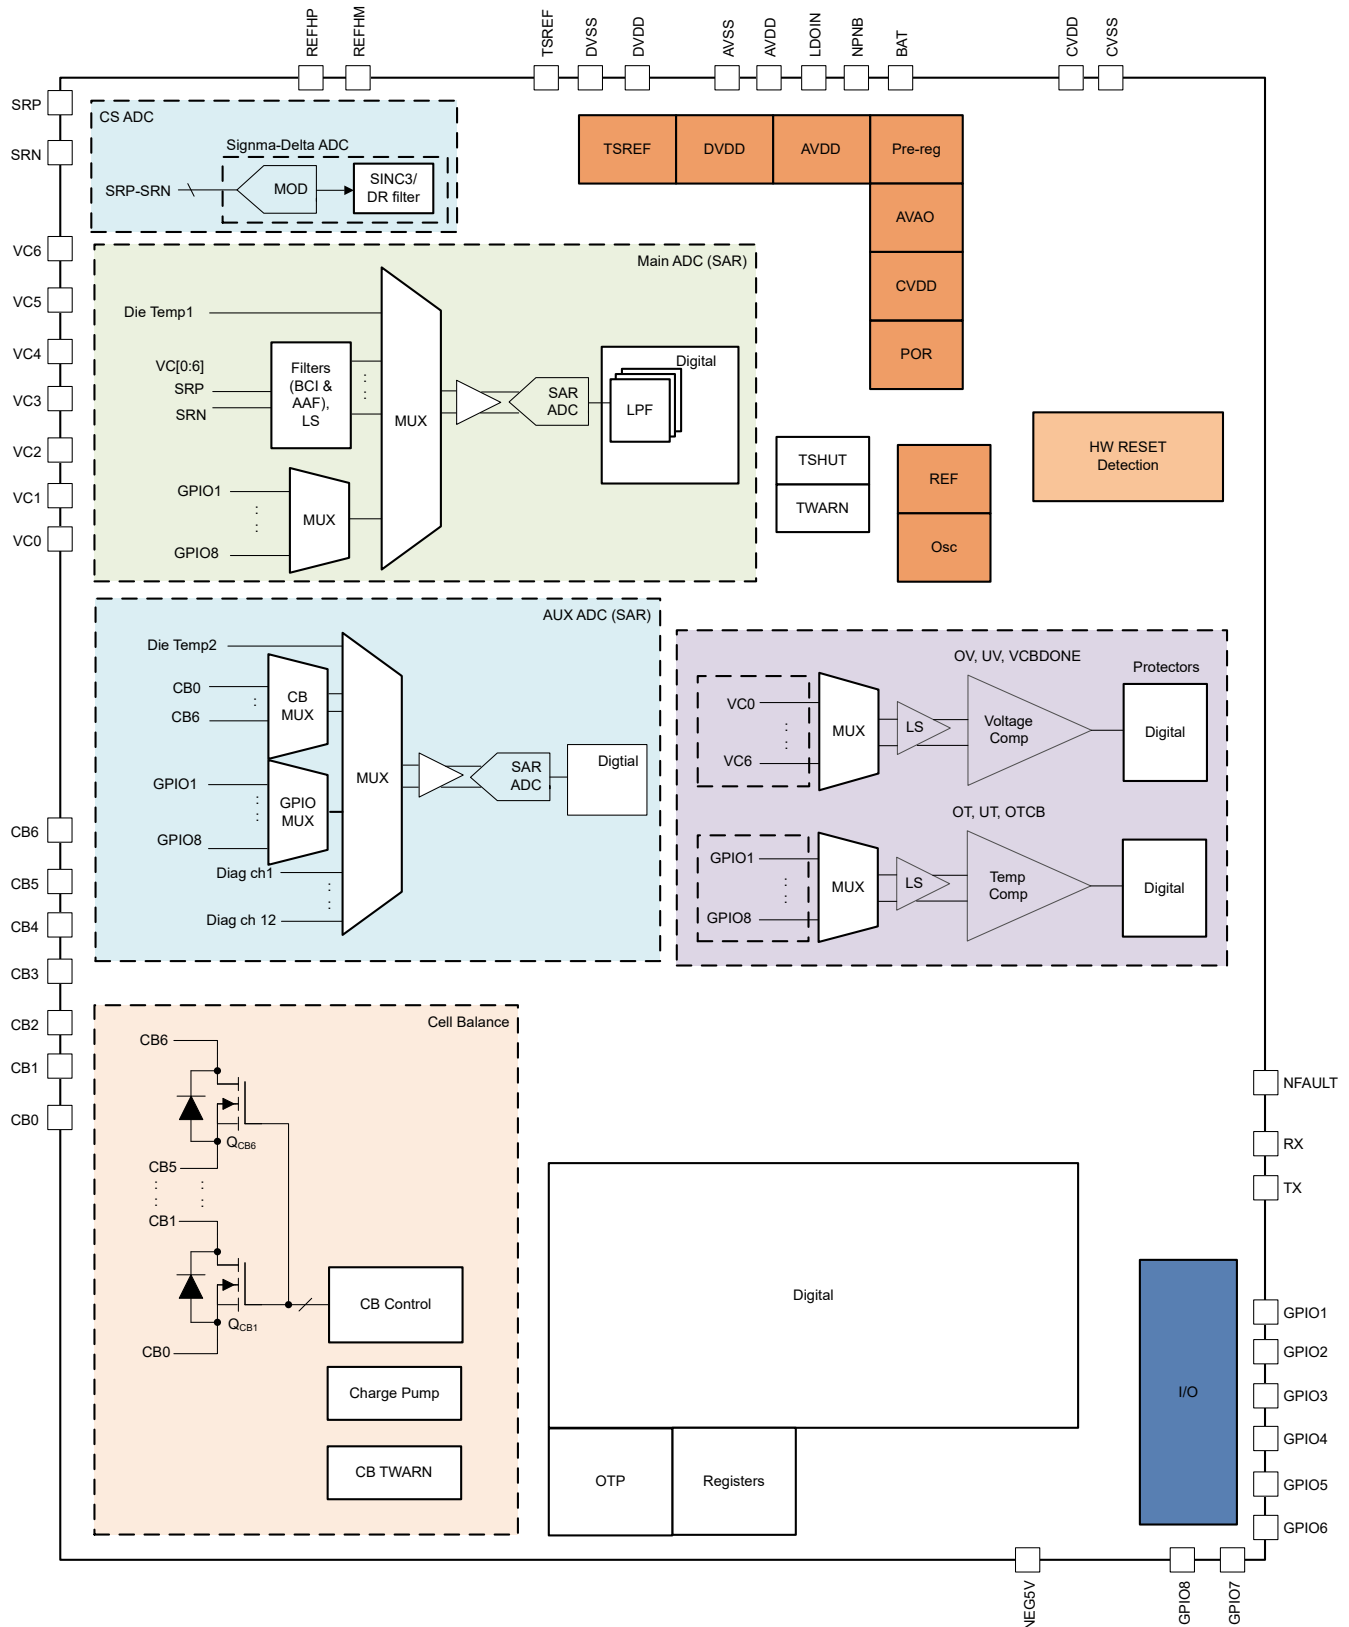 REFHP
REFHM
TSREF
DVSS
DVDD
AVSS
AVDD
LDOIN
NPNB
BAT
CVDD
CVSS
SRP
SRN
VC6
VC5
VC4
VC3
VC2
VC1
VC0
CB6
CB5
CB4
CB3
CB2
CB1
CB0
CS ADC
Signma-Delta ADC
SRP-SRN
MOD
SINC3/
DR filter
TSREF
DVDD
AVDD
Pre-reg
AVAO
CVDD
POR
Main ADC (SAR)
Die Temp1
VC[0:6]
SRP
SRN
Filters
(BCI &
AAF),
LS
MUX
SAR
ADC
Digital
LPF
GPIO1
GPIO8
MUX
TSHUT
TWARN
REF
Osc
HW RESET
Detection
AUX ADC (SAR)
Die Temp2
CB0
CB6
CB
MUX
GPIO1
GPIO8
GPIO
MUX
MUX
SAR
ADC
Digtial
Diag ch1
Diag ch 12
OV, UV, VCBDONE
Protectors
VC0
VC6
MUX
LS
Voltage
Comp
Digital
OT, UT, OTCB
GPIO1
GPIO8
MUX
LS
Temp
Comp
Digital
Cell Balance
CB6
QCB6
CB5
CB1
QCB1
CB0
CB Control
Charge Pump
CB TWARN
Digital
OTP
Registers
I/O
NFAULT
RX
TX
GPIO1
GPIO2
GPIO3
GPIO4
GPIO5
GPIO6
NEG5V
GPIO8
GPIO7